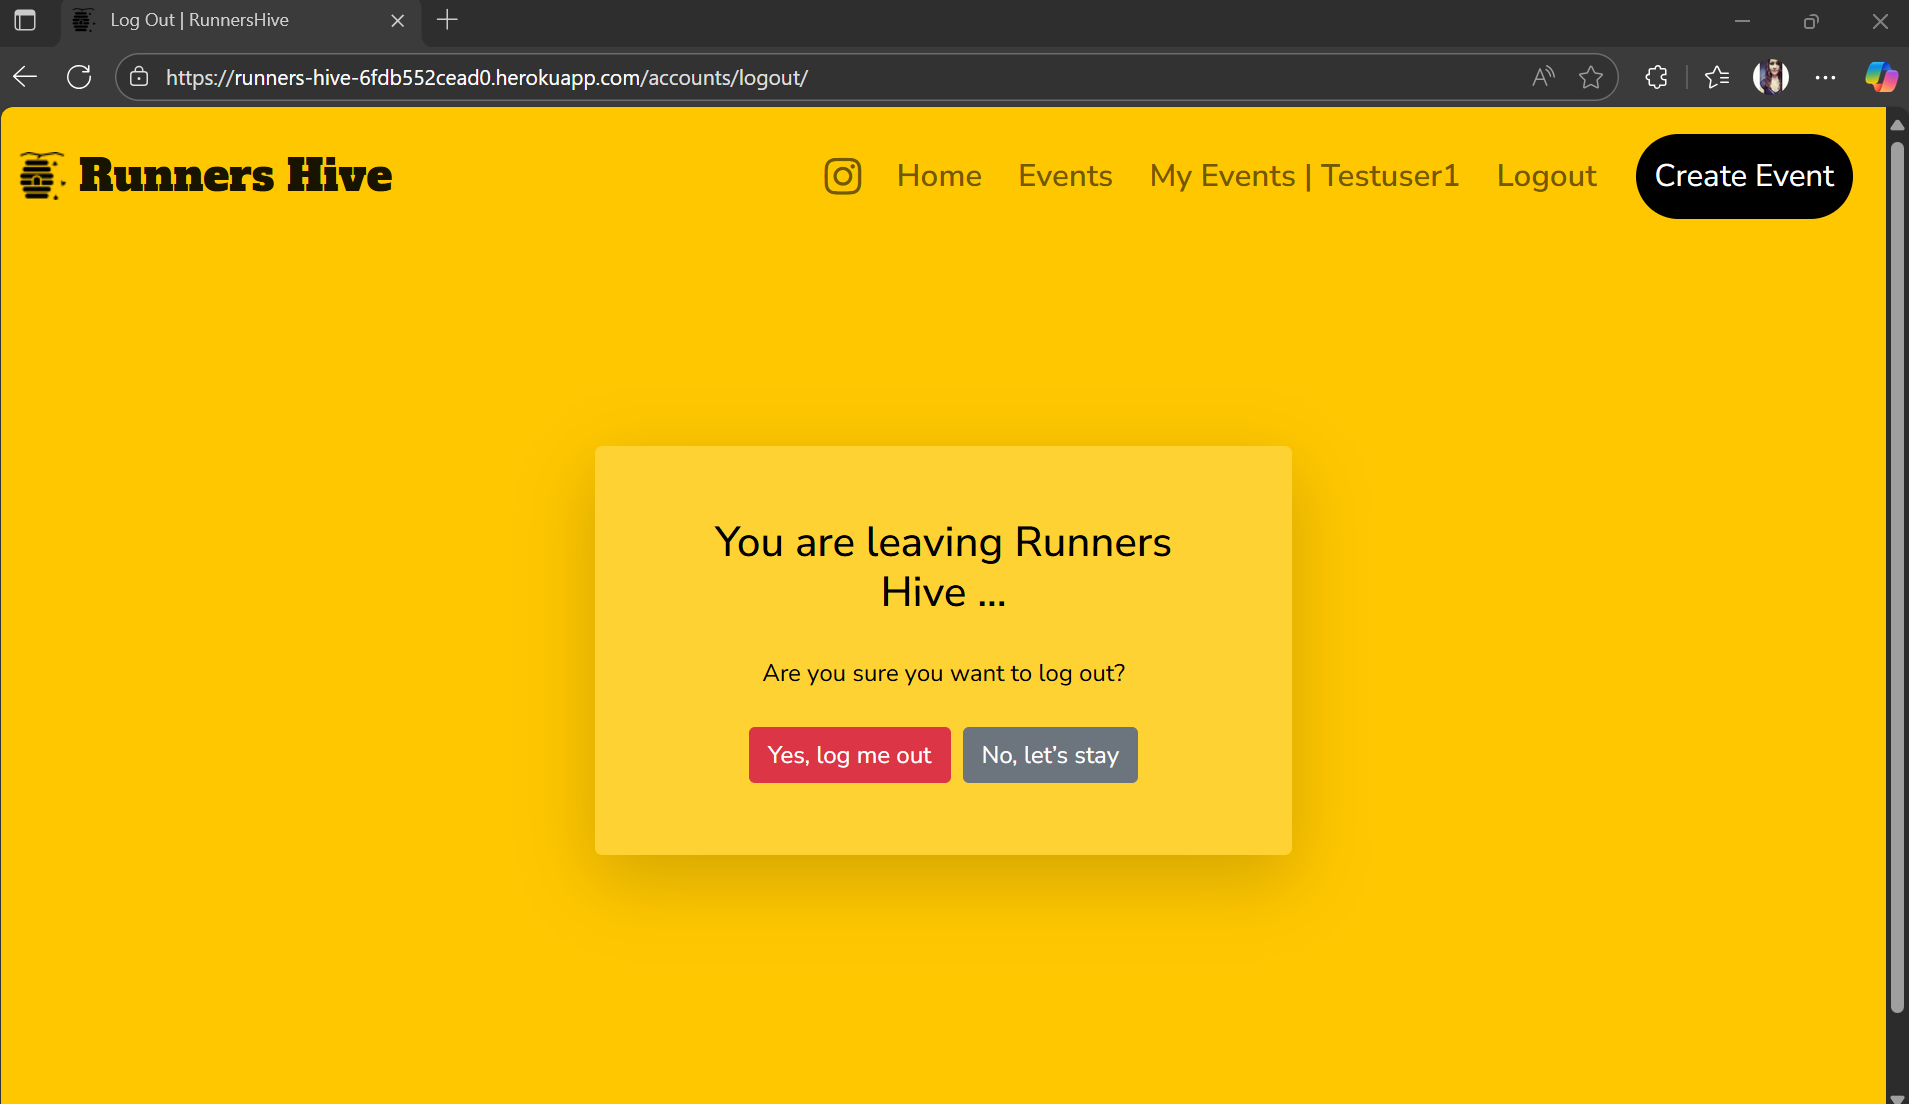 Log Out | RunnersHive
https://runners-hive-6fdb552cead0.herokuapp.com/accounts/logout/
Runners Hive
Home
Events
My Events | Testuser1
Logout
Create Event
You are leaving Runners
Hive ...
Are you sure you want to log out?
Yes, log me out
No, let’s stay